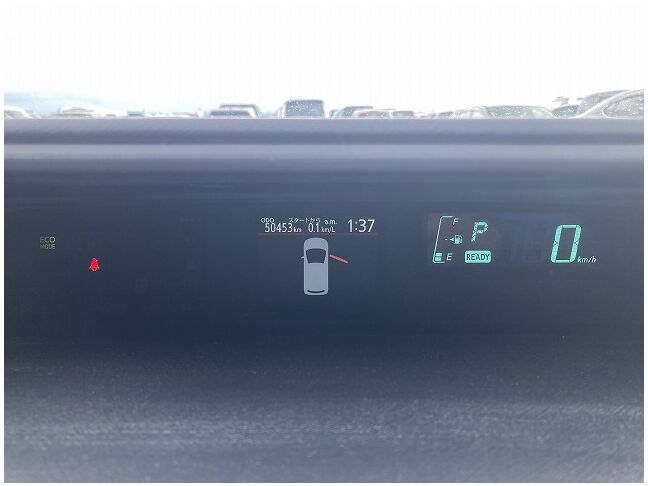 ECO
MODE
ODO スタートから a.m.
50453km 0.1km/L 1:37
F
P
E READY
0 km/h